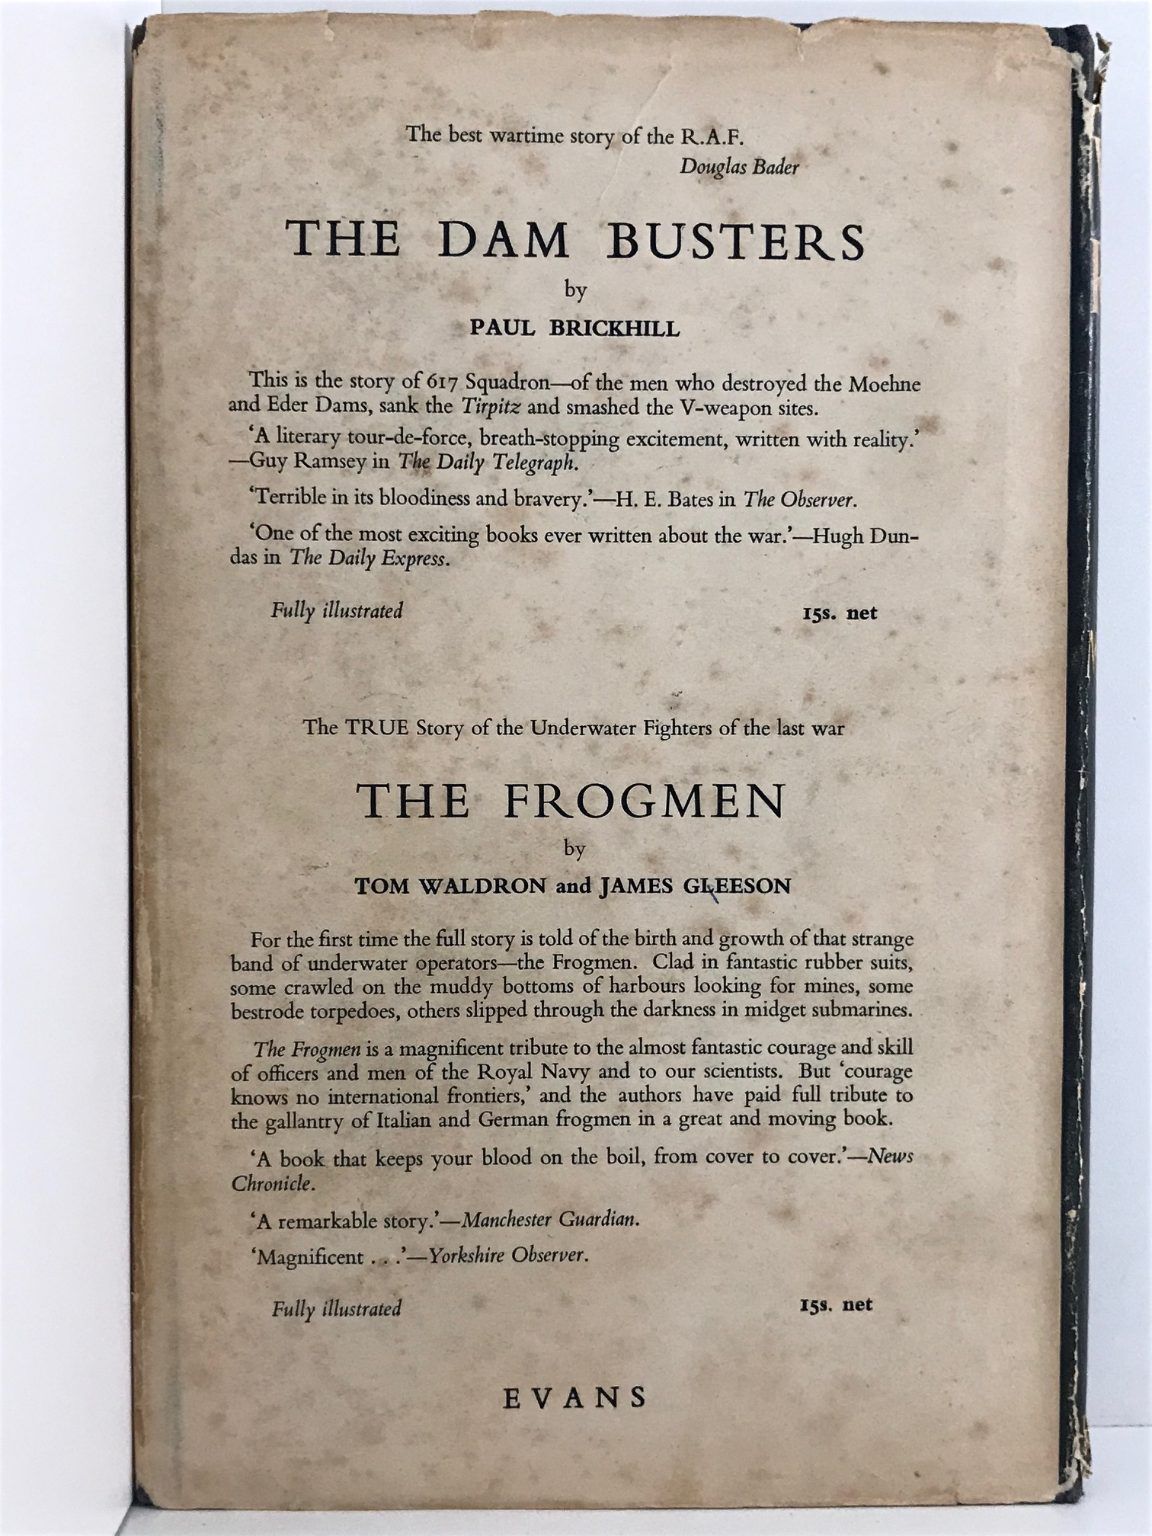 The best wartime story of the R.A.F.
Douglas Bader
THE DAM BUSTERS
by
PAUL BRICKHILL
This is the story of 617 Squadron—of the men who destroyed the Moehne
and Eder Dams, sank the Tirpitz and smashed the V-weapon sites.
‘A literary tour-de-force, breath-stopping excitement, written with reality.’
—Guy Ramsey in The Daily Telegraph.
‘Terrible in its bloodiness and bravery.’—H. E. Bates in The Observer.
‘One of the most exciting books ever written about the war.’—Hugh Dun-
das in The Daily Express.
Fully illustrated 15s. net
The TRUE Story of the Underwater Fighters of the last war
THE FROGMEN
by
TOM WALDRON and JAMES GLEESON
For the first time the full story is told of the birth and growth of that strange
band of underwater operators—the Frogmen. Clad in fantastic rubber suits,
some crawled on the muddy bottoms of harbours looking for mines, some
bestrode torpedoes, others slipped through the darkness in midget submarines.
The Frogmen is a magnificent tribute to the almost fantastic courage and skill
of officers and men of the Royal Navy and to our scientists. But ‘courage
knows no international frontiers,’ and the authors have paid full tribute to
the gallantry of Italian and German frogmen in a great and moving book.
‘A book that keeps your blood on the boil, from cover to cover.’—News
Chronicle.
‘A remarkable story.’—Manchester Guardian.
‘Magnificent . . .’—Yorkshire Observer.
Fully illustrated 15s. net
EVANS